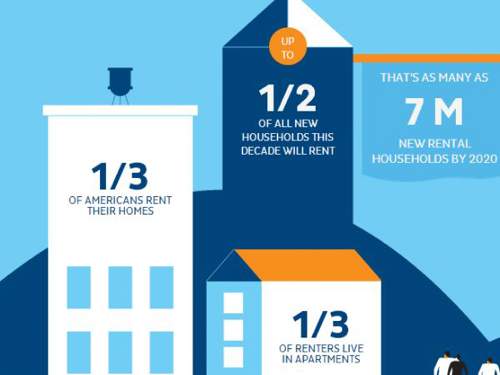 UP
TO
1/2
OF ALL NEW
HOUSEHOLDS THIS
DECADE WILL RENT
THAT'S AS MANY AS
7 M
NEW RENTAL
HOUSEHOLDS BY 2020
1/3
OF AMERICANS RENT
THEIR HOMES
1/3
OF RENTERS LIVE
IN APARTMENTS